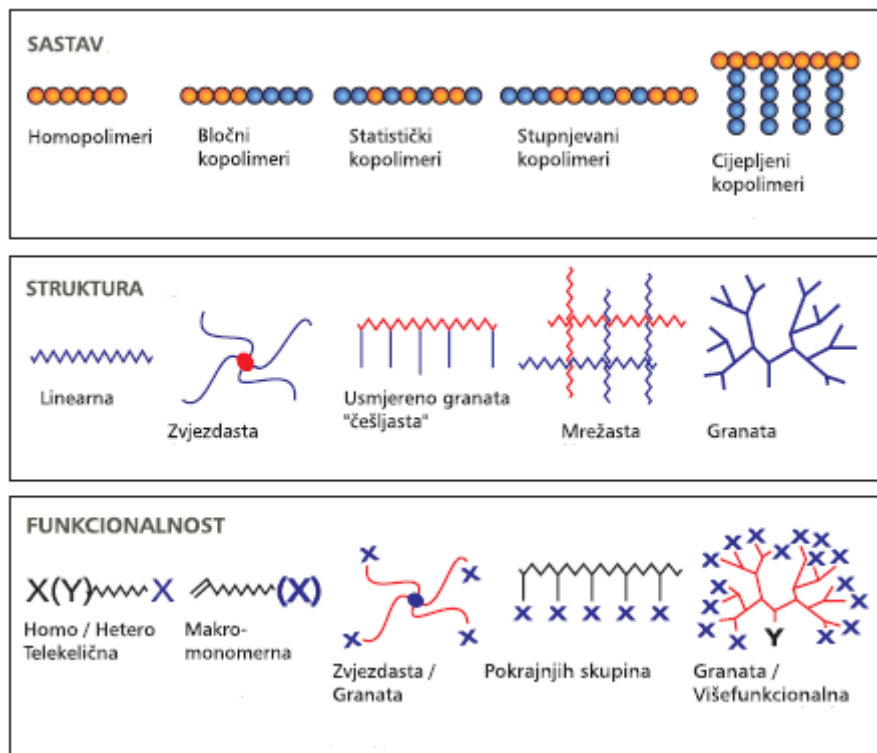 SASTAV
Homopolimeri
Bločni
kopolimeri
Statistički
kopolimeri
Stupnjevani
kopolimeri
Cijepljeni
kopolimeri
STRUKTURA
Linearna
Zvjezdasta
Usmjereno granata
"češljasta"
Mrežasta
Granata
FUNKCIONALNOST
X(Y) X
Homo / Hetero
Telekelična
(X)
Makro-
monomerna
X X
X X
Zvjezdasta /
Granata
X X X X X
Pokrajnjih skupina
X X X X X X X X X X X X X X
Y
Granata /
Višefunkcionalna